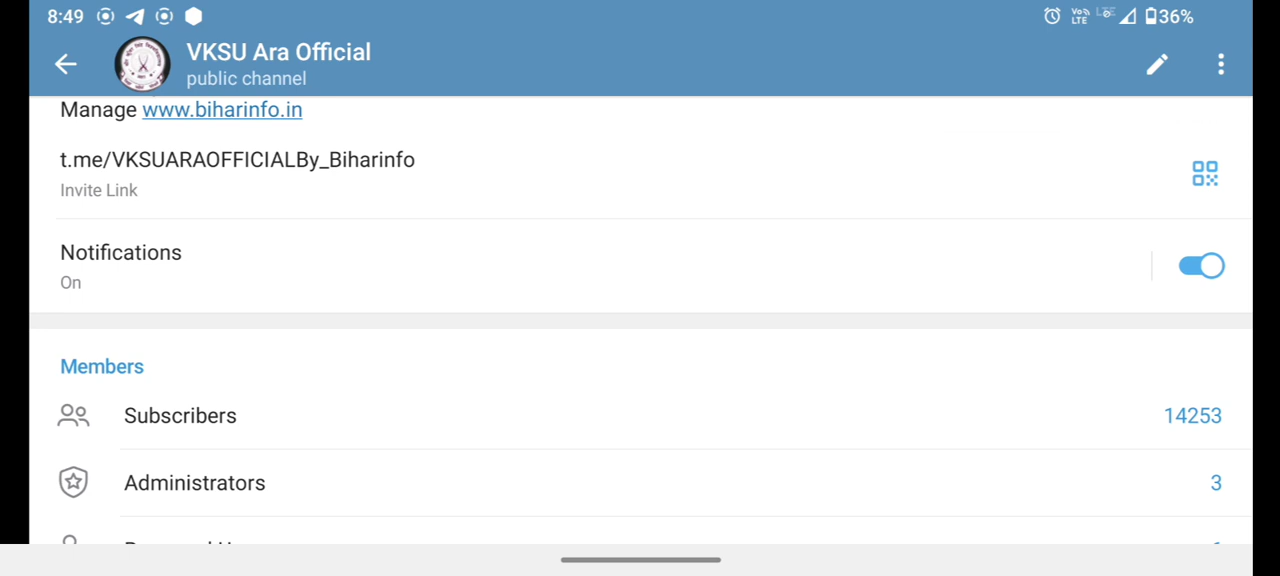 8:49
36%
VKSU Ara Official
public channel
Manage www.biharinfo.in
t.me/VKSUARAOFFICIALBy_Biharinfo
Invite Link
Notifications
On
Members
Subscribers 14253
Administrators 3